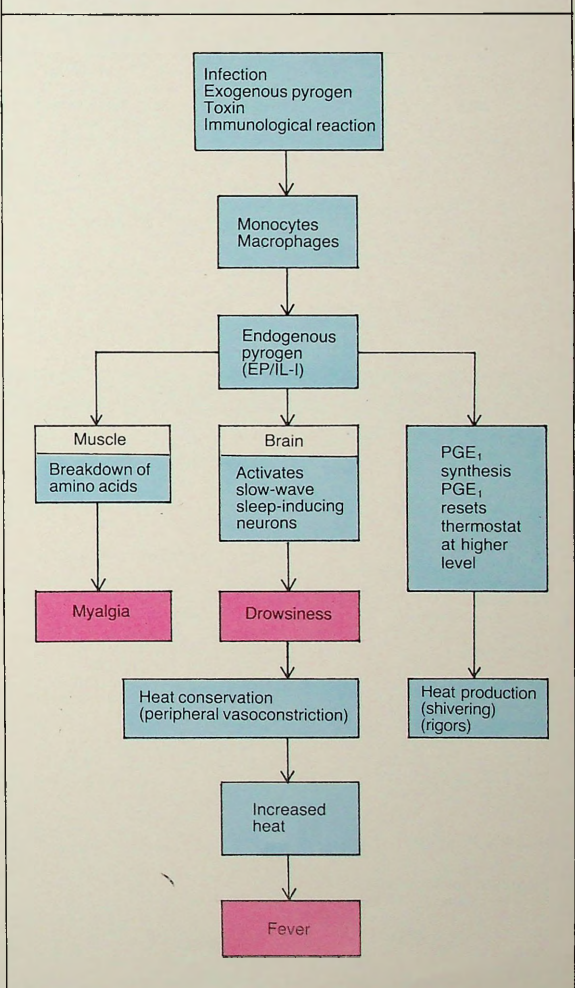 Infection
Exogenous pyrogen
Toxin
Immunological reaction
Monocytes
Macrophages
Endogenous
pyrogen
(EP/IL-I)
Muscle
Breakdown of
amino acids
Myalgia
Brain
Activates
slow-wave
sleep-inducing
neurons
Drowsiness
PGE₁
synthesis
PGE₁
resets
thermostat
at higher
level
Heat conservation
(peripheral vasoconstriction)
Heat production
(shivering)
(rigors)
Increased
heat
Fever